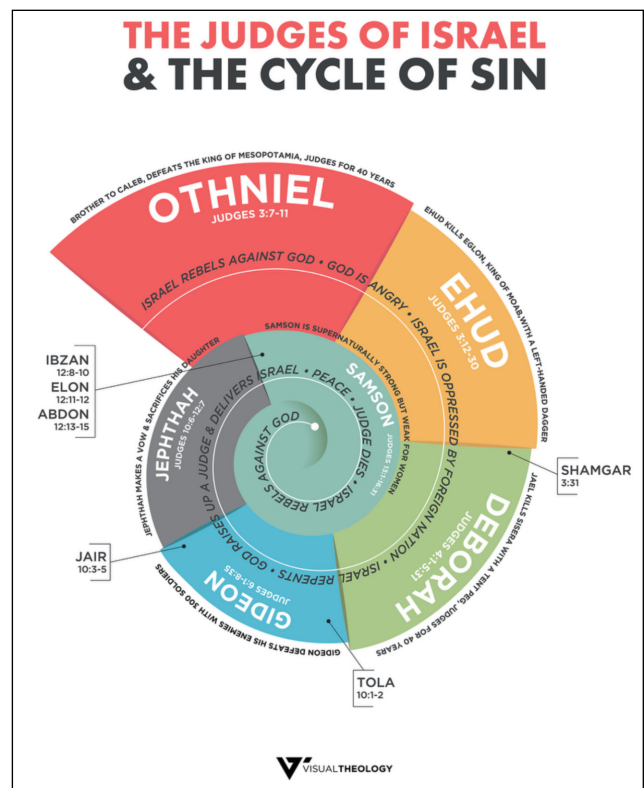 THE JUDGES OF ISRAEL
& THE CYCLE OF SIN
BROTHER TO CALEB, DEFEATS THE KING OF MESOPOTAMIA, JUDGES FOR 40 YEARS
OTHNIEL
JUDGES 3:7-11
EHUD KILLS EGLON, KING OF MOAB,WITH A LEFT-HANDED DAGGER
EHUD
JUDGES 3:12-30
SHAMGAR
3:31
JAEL KILLS SISERA WITH A TENT PEG, JUDGES FOR 40 YEARS
DEBORAH
JUDGES 4:1-5:31
TOLA
10:1-2
GIDEON DEFEATS HIS ENEMIES WITH 300 SOLDIERS
GIDEON
JUDGES 6:1-8:35
JAIR
10:3-5
JEPHTHAH MAKES A VOW & SACRIFICES HIS DAUGHTER
JEPHTHAH
JUDGES 10:6-12:7
IBZAN
12:8-10
ELON
12:11-12
ABDON
12:13-15
SAMSON IS SUPERNATURALLY STRONG BUT WEAK FOR WOMEN
SAMSON
JUDGES 13:1-16:31
ISRAEL REBELS AGAINST GOD • GOD IS ANGRY • ISRAEL IS OPPRESSED BY FOREIGN NATION • ISRAEL REPENTS • GOD RAISES UP A JUDGE & DELIVERS ISRAEL • PEACE • JUDGE DIES • ISRAEL REBELS AGAINST GOD
VISUALTHEOLOGY